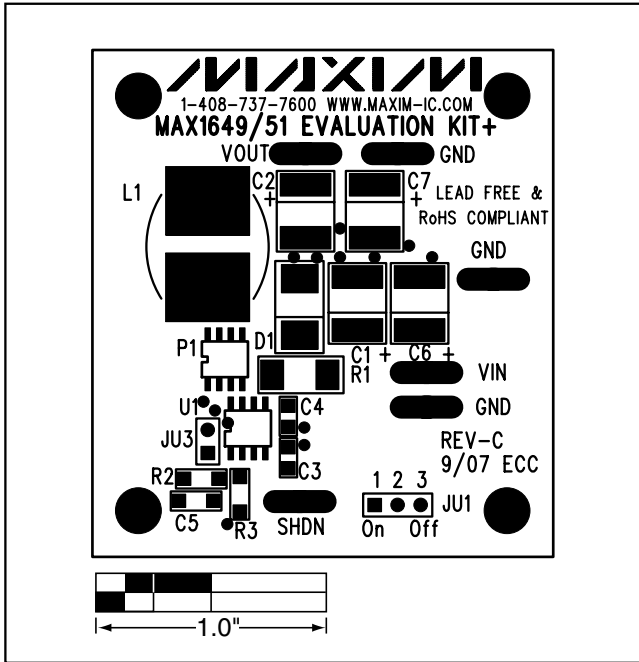 MAXIM
1-408-737-7600 WWW.MAXIM-IC.COM
MAX1649/51 EVALUATION KIT+
VOUT GND
L1 C2 + C7 +
LEAD FREE &
RoHS COMPLIANT
GND
P1 D1 C1 + C6 +
R1 VIN
U1 C4 GND
JU3
REV-C
9/07 ECC
C3
R2
C5 R3 SHDN
1 2 3
JU1
On Off
1.0"